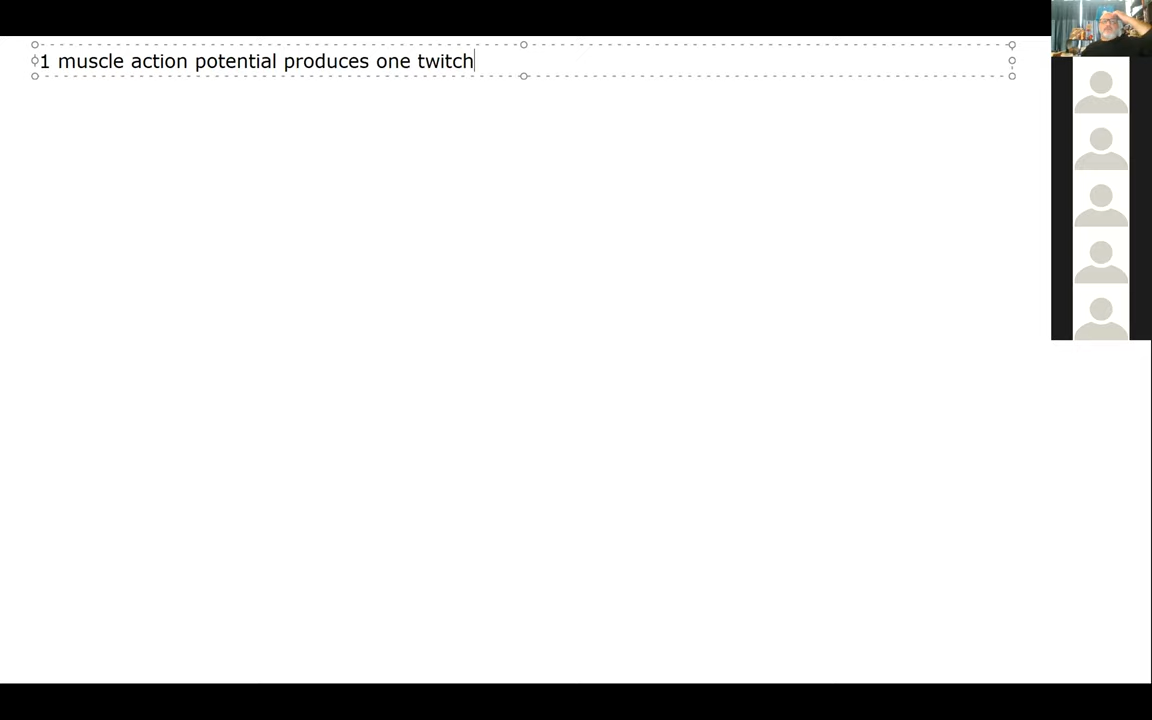 1 muscle action potential produces one twitch